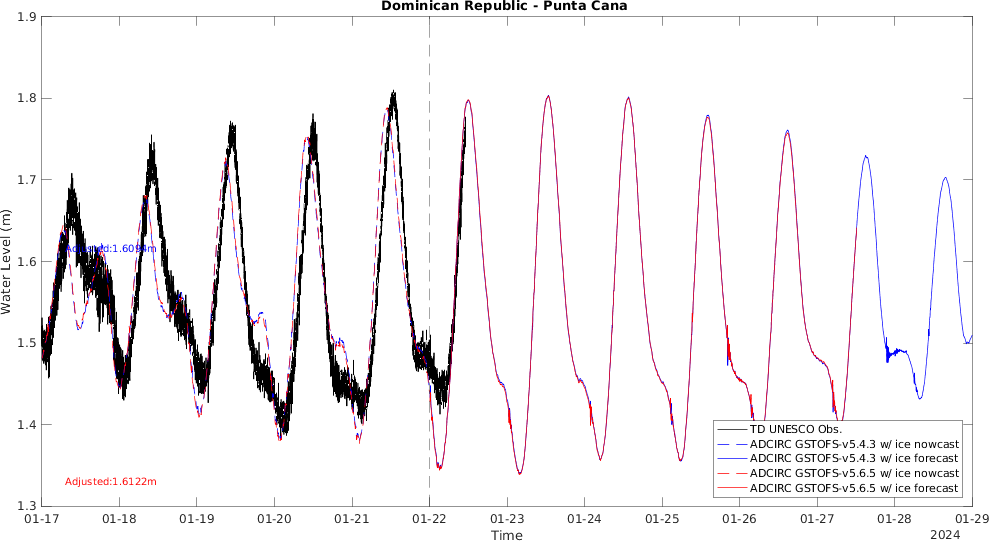 Dominican Republic - Punta Cana
Water Level (m)
1.9
1.8
1.7
1.6
1.5
1.4
1.3
Adjusted:1.6094m
Adjusted:1.6122m
TD UNESCO Obs.
ADCIRC GSTOFS-v5.4.3 w/ ice nowcast
ADCIRC GSTOFS-v5.4.3 w/ ice forecast
ADCIRC GSTOFS-v5.6.5 w/ ice nowcast
ADCIRC GSTOFS-v5.6.5 w/ ice forecast
01-17 01-18 01-19 01-20 01-21 01-22 01-23 01-24 01-25 01-26 01-27 01-28 01-29
Time
2024